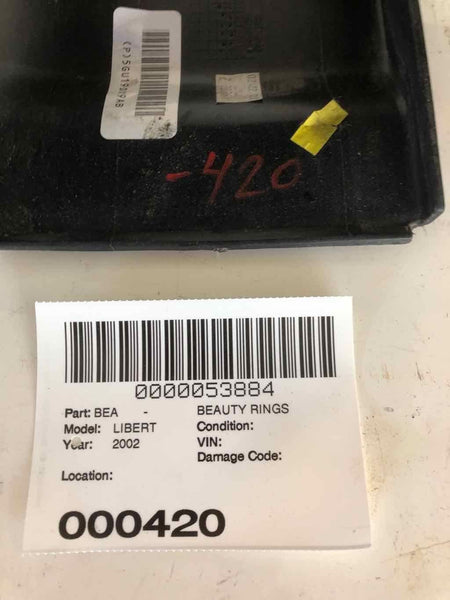 -420
0000053884
Part: BEA - BEAUTY RINGS
Model: LIBERT Condition:
Year: 2002 VIN:
Damage Code:
Location:
000420